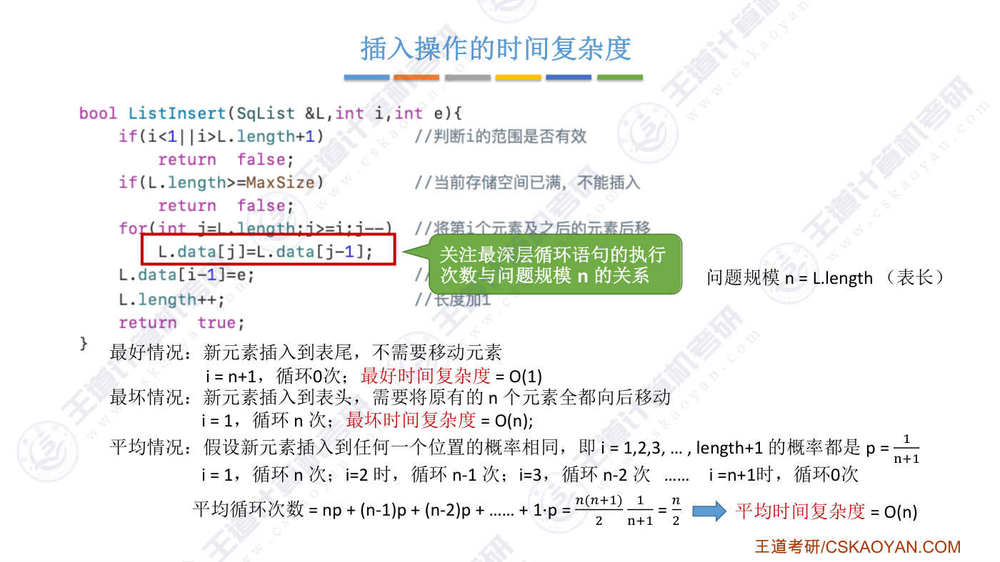 插入操作的时间复杂度
bool ListInsert(SqList &L,int i,int e){
if(i<1||i>L.length+1) //判断i的范围是否有效
return false;
if(L.length>=MaxSize) //当前存储空间已满，不能插入
return false;
for(int j=L.length;j>=i;j--) //将第i个元素及之后的元素后移
L.data[j]=L.data[j-1];
关注最深层循环语句的执行
次数与问题规模 n 的关系
L.data[i-1]=e; //
问题规模 n = L.length （表长）
L.length++; //长度加1
return true;
}
最好情况：新元素插入到表尾，不需要移动元素
i = n+1，循环0次；最好时间复杂度 = O(1)
最坏情况：新元素插入到表头，需要将原有的 n 个元素全都向后移动
i = 1，循环 n 次；最坏时间复杂度 = O(n);
平均情况：假设新元素插入到任何一个位置的概率相同，即 i = 1,2,3, … , length+1 的概率都是 p = 1/(n+1)
i = 1，循环 n 次；i=2 时，循环 n-1 次；i=3，循环 n-2 次 …… i =n+1时，循环0次
平均循环次数 = np + (n-1)p + (n-2)p + …… + 1·p = n(n+1)/2 1/(n+1) = n/2 平均时间复杂度 = O(n)
王道考研/CSKAOYAN.COM
王道计算机考研
www.cskaoyan.com